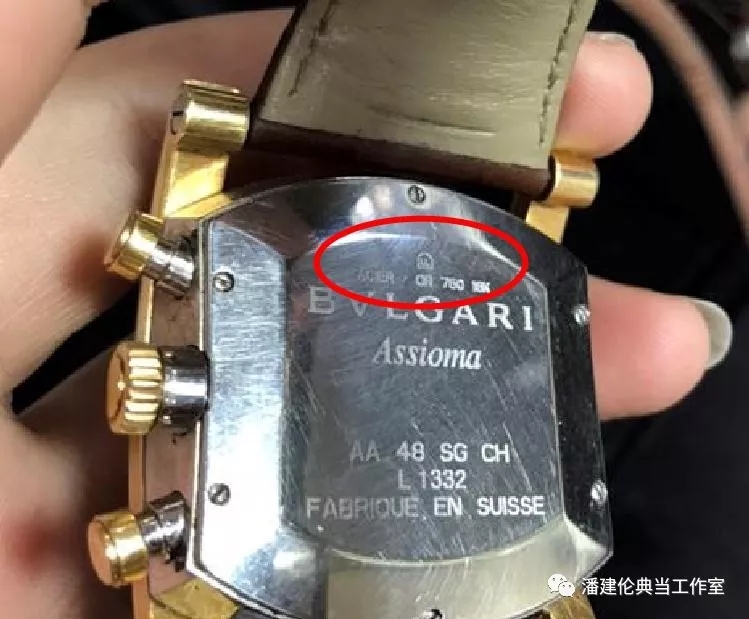 ACIER OR 750 18K
BVLGARI
Assioma
AA 48 SG CH
L 1332
FABRIQUE EN SUISSE
潘建伦典当工作室